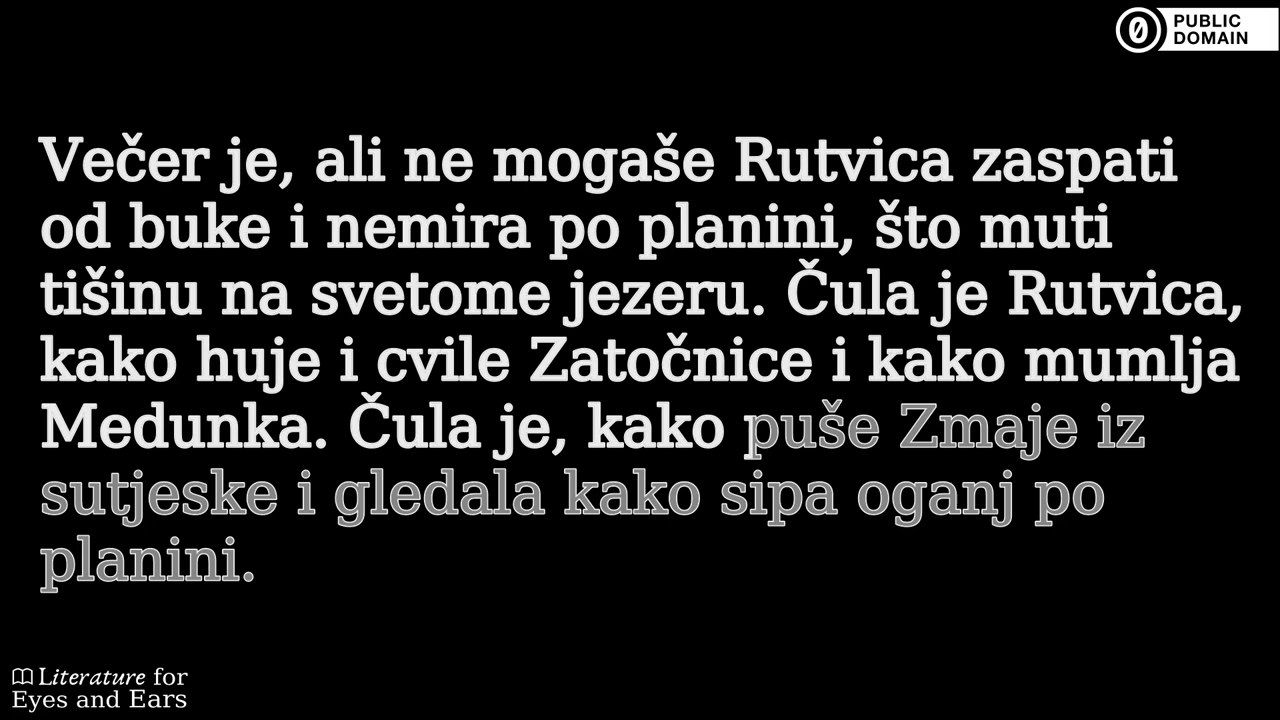 PUBLIC
DOMAIN
Večer je, ali ne mogaše Rutvica zaspati
od buke i nemira po planini, što muti
tišinu na svetome jezeru. Čula je Rutvica,
kako huje i cvile Zatočnice i kako mumlja
Medunka. Čula je, kako puše Zmaje iz
sutjeske i gledala kako sipa oganj po
planini.
Literature for
Eyes and Ears